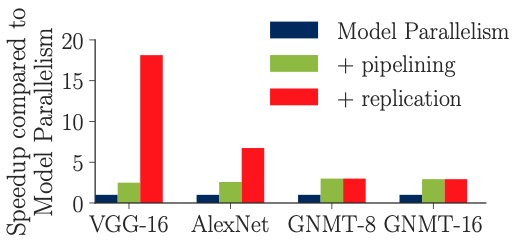 Speedup compared to
Model Parallelism
20
15
10
5
0
Model Parallelism
+ pipelining
+ replication
VGG-16 AlexNet GNMT-8 GNMT-16